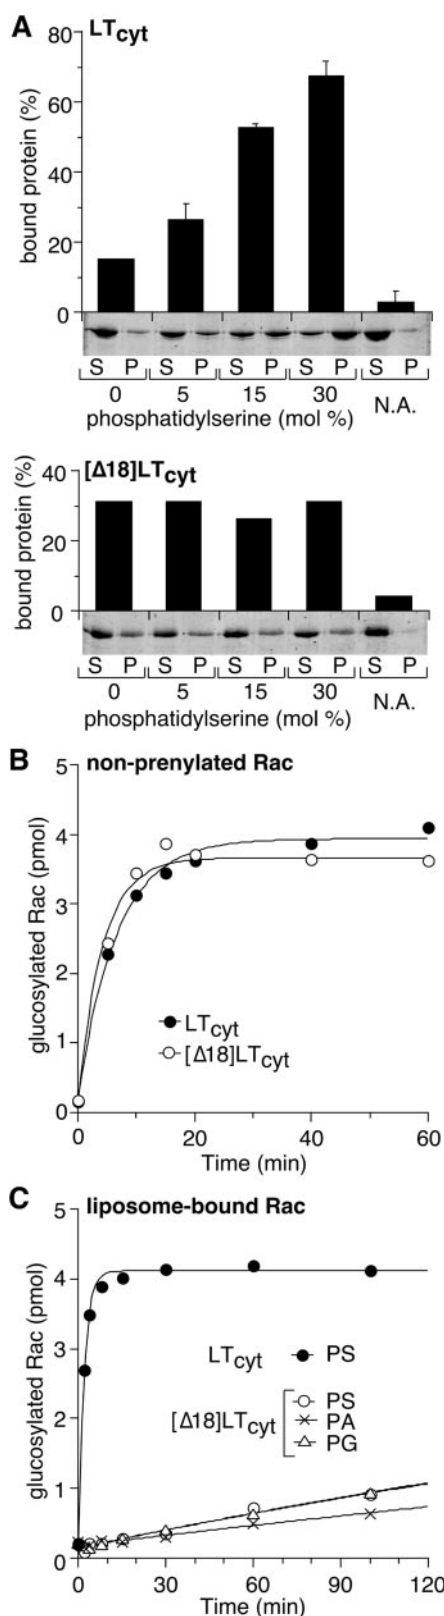 A
LTcyt
bound protein (%)
80
60
40
20
0
S P S P S P S P S P
0 5 15 30 N.A.
phosphatidylserine (mol %)
[Δ18]LTcyt
bound protein (%)
40
20
0
S P S P S P S P S P
0 5 15 30 N.A.
phosphatidylserine (mol %)
B
non-prenylated Rac
glucosylated Rac (pmol)
5
4
3
2
1
0
LTcyt
[Δ18]LTcyt
0 20 40 60
Time (min)
C
liposome-bound Rac
glucosylated Rac (pmol)
5
4
3
2
1
0
LTcyt PS
[Δ18]LTcyt PS
PA
PG
0 30 60 90 120
Time (min)